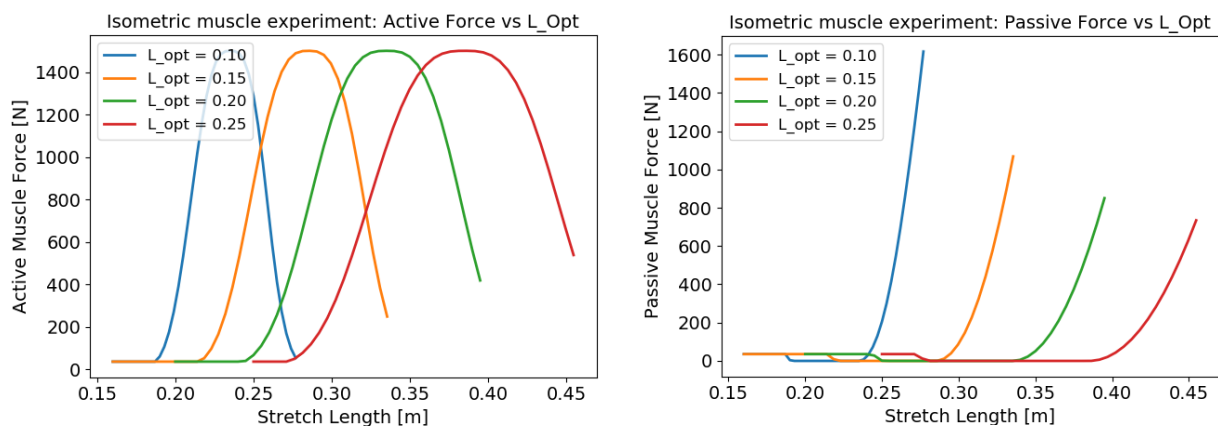 Isometric muscle experiment: Active Force vs L_Opt
L_opt = 0.10
L_opt = 0.15
L_opt = 0.20
L_opt = 0.25
1400
1200
1000
800
600
400
200
0
Active Muscle Force [N]
0.15 0.20 0.25 0.30 0.35 0.40 0.45
Stretch Length [m]
Isometric muscle experiment: Passive Force vs L_Opt
L_opt = 0.10
L_opt = 0.15
L_opt = 0.20
L_opt = 0.25
1600
1400
1200
1000
800
600
400
200
0
Passive Muscle Force [N]
0.15 0.20 0.25 0.30 0.35 0.40 0.45
Stretch Length [m]